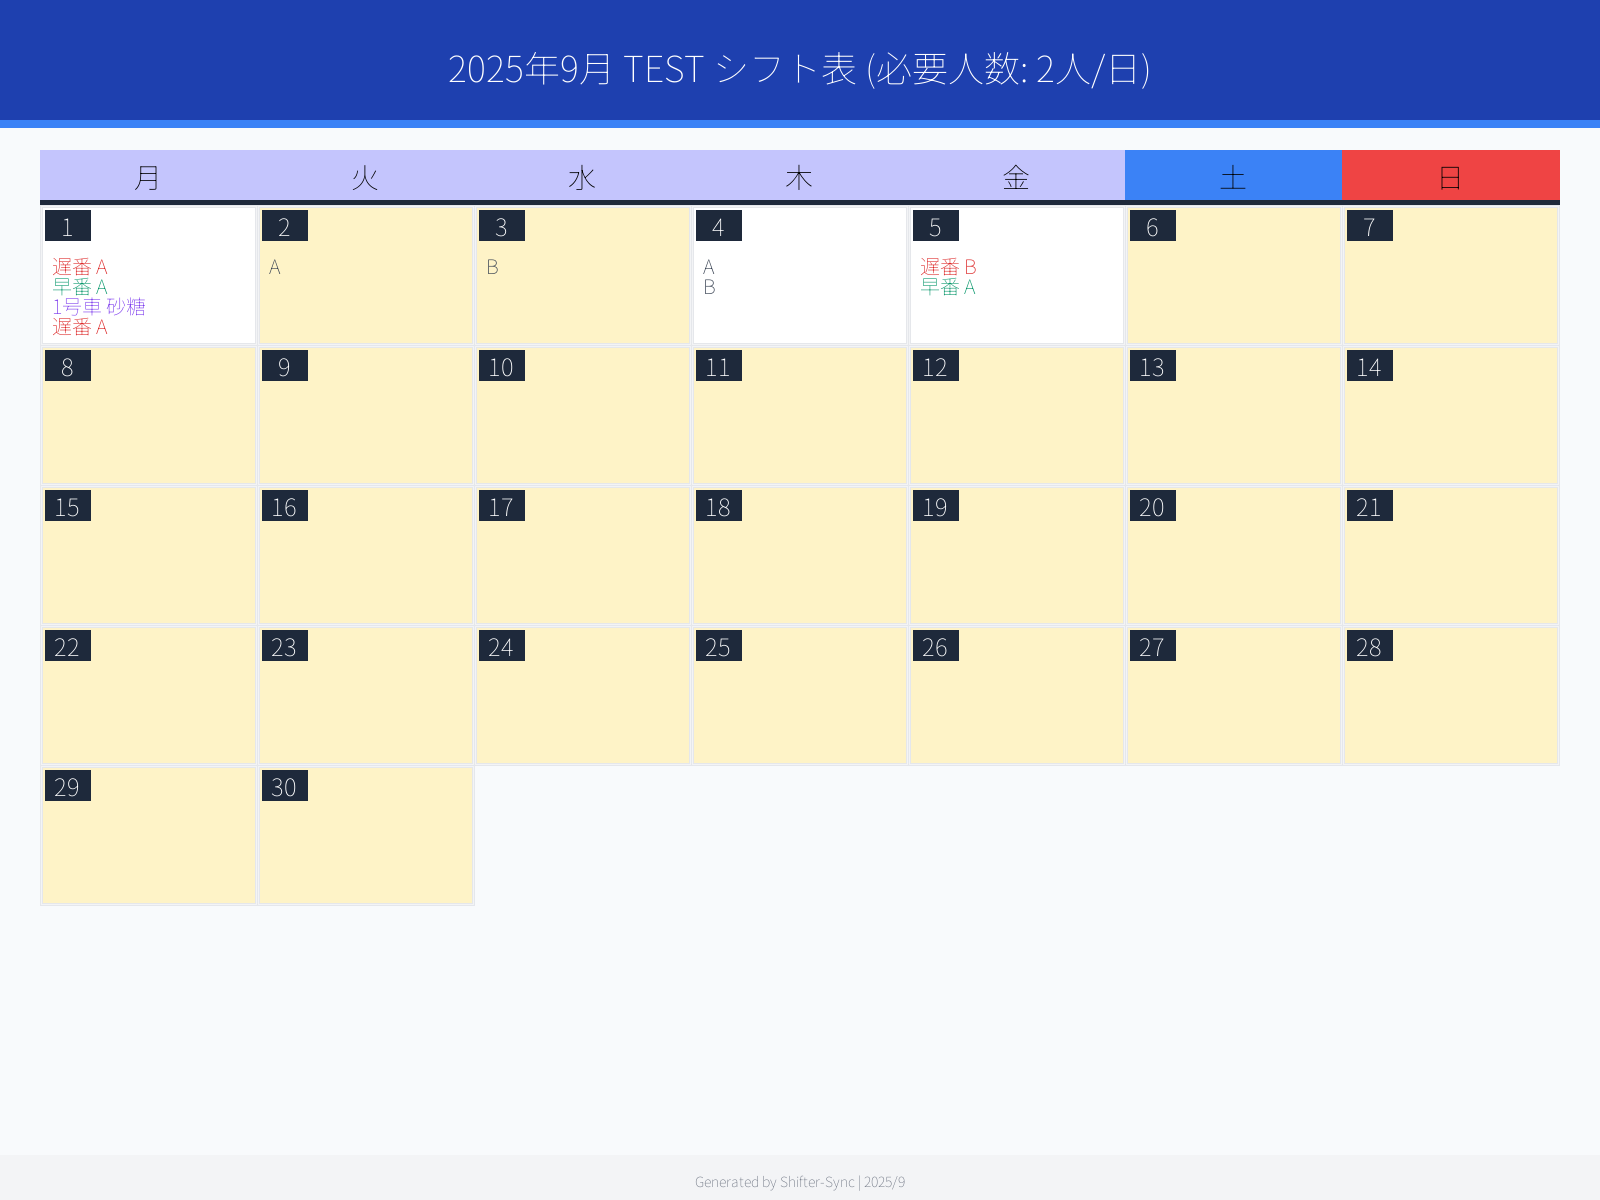 2025年9月 TEST シフト表 (必要人数: 2人/日)
月 火 水 木 金 土 日
1 2 3 4 5 6 7
遅番 A
早番 A
1号車 砂糖
遅番 A
A
B
A
B
遅番 B
早番 A
8 9 10 11 12 13 14
15 16 17 18 19 20 21
22 23 24 25 26 27 28
29 30
Generated by Shifter-Sync | 2025/9